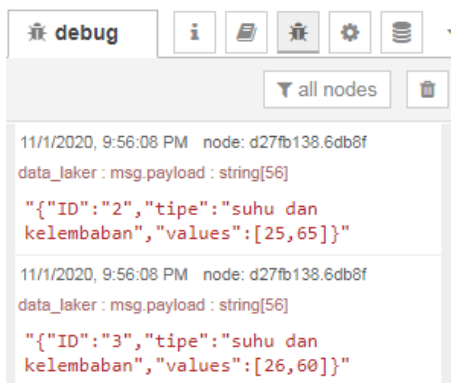 debug
i
all nodes
11/1/2020, 9:56:08 PM node: d27fb138.6db8f
data_laker : msg.payload : string[56]
"{"ID":"2","tipe":"suhu dan
kelembaban","values":[25,65]}"
11/1/2020, 9:56:08 PM node: d27fb138.6db8f
data_laker : msg.payload : string[56]
"{"ID":"3","tipe":"suhu dan
kelembaban","values":[26,60]}"